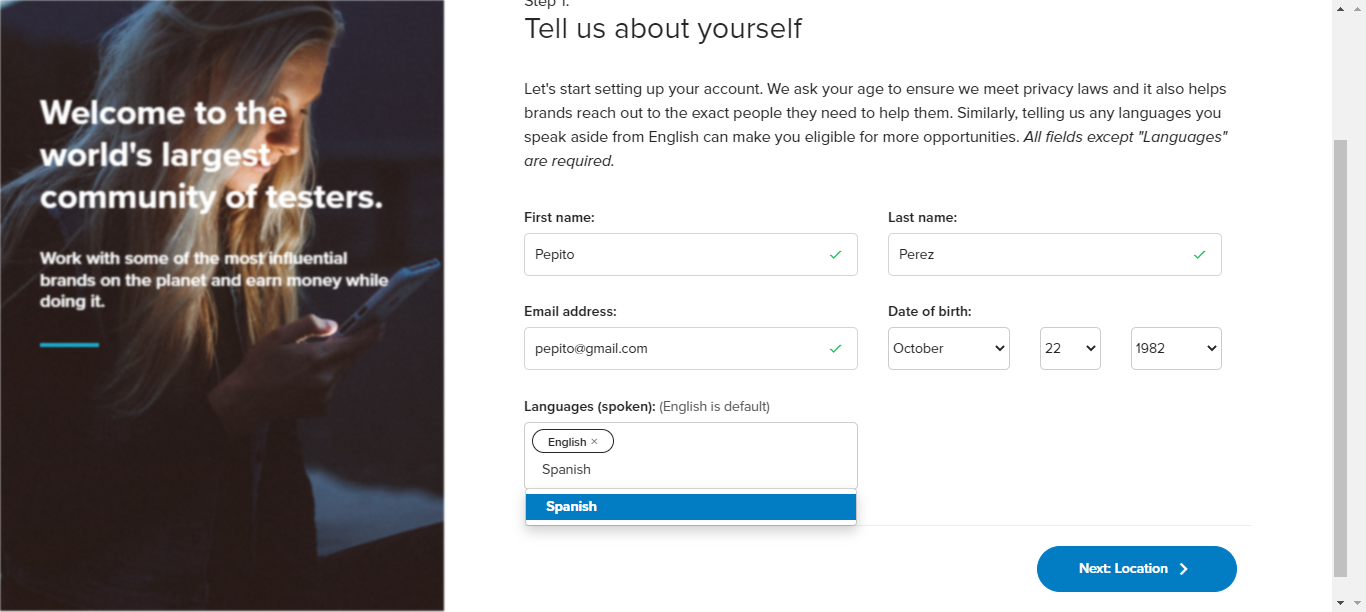 Welcome to the
world's largest
community of testers.
Work with some of the most influential
brands on the planet and earn money while
doing it.
Step 1:
Tell us about yourself
Let's start setting up your account. We ask your age to ensure we meet privacy laws and it also helps
brands reach out to the exact people they need to help them. Similarly, telling us any languages you
speak aside from English can make you eligible for more opportunities. All fields except "Languages"
are required.
First name:
Last name:
Pepito
Perez
Email address:
Date of birth:
pepito@gmail.com
October
22
1982
Languages (spoken): (English is default)
English ×
Spanish
Spanish
Next: Location